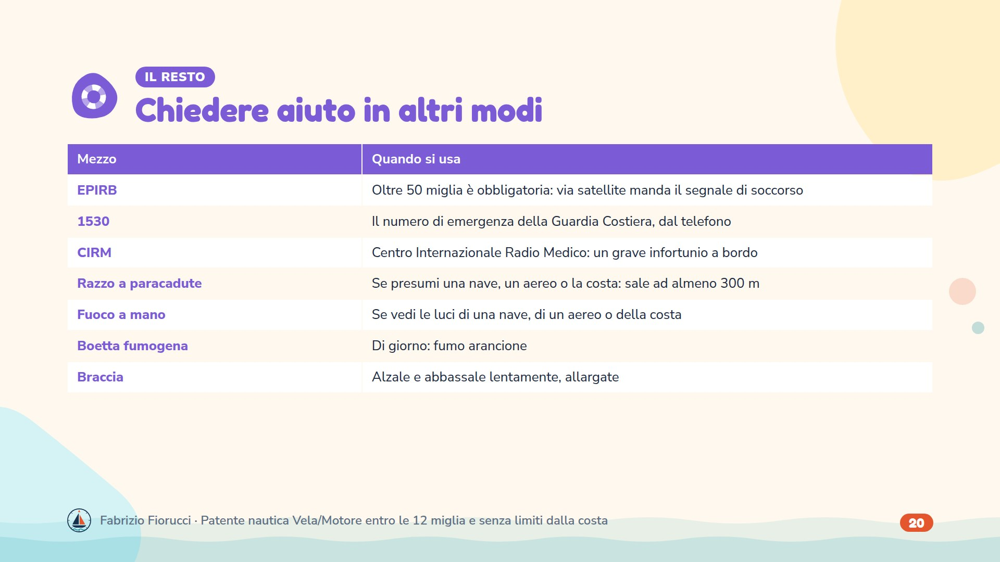 IL RESTO
Chiedere aiuto in altri modi
Mezzo Quando si usa
EPIRB Oltre 50 miglia è obbligatoria: via satellite manda il segnale di soccorso
1530 Il numero di emergenza della Guardia Costiera, dal telefono
CIRM Centro Internazionale Radio Medico: un grave infortunio a bordo
Razzo a paracadute Se presumi una nave, un aereo o la costa: sale ad almeno 300 m
Fuoco a mano Se vedi le luci di una nave, di un aereo o della costa
Boetta fumogena Di giorno: fumo arancione
Braccia Alzale e abbassale lentamente, allargate
Fabrizio Fiorucci · Patente nautica Vela/Motore entro le 12 miglia e senza limiti dalla costa
20